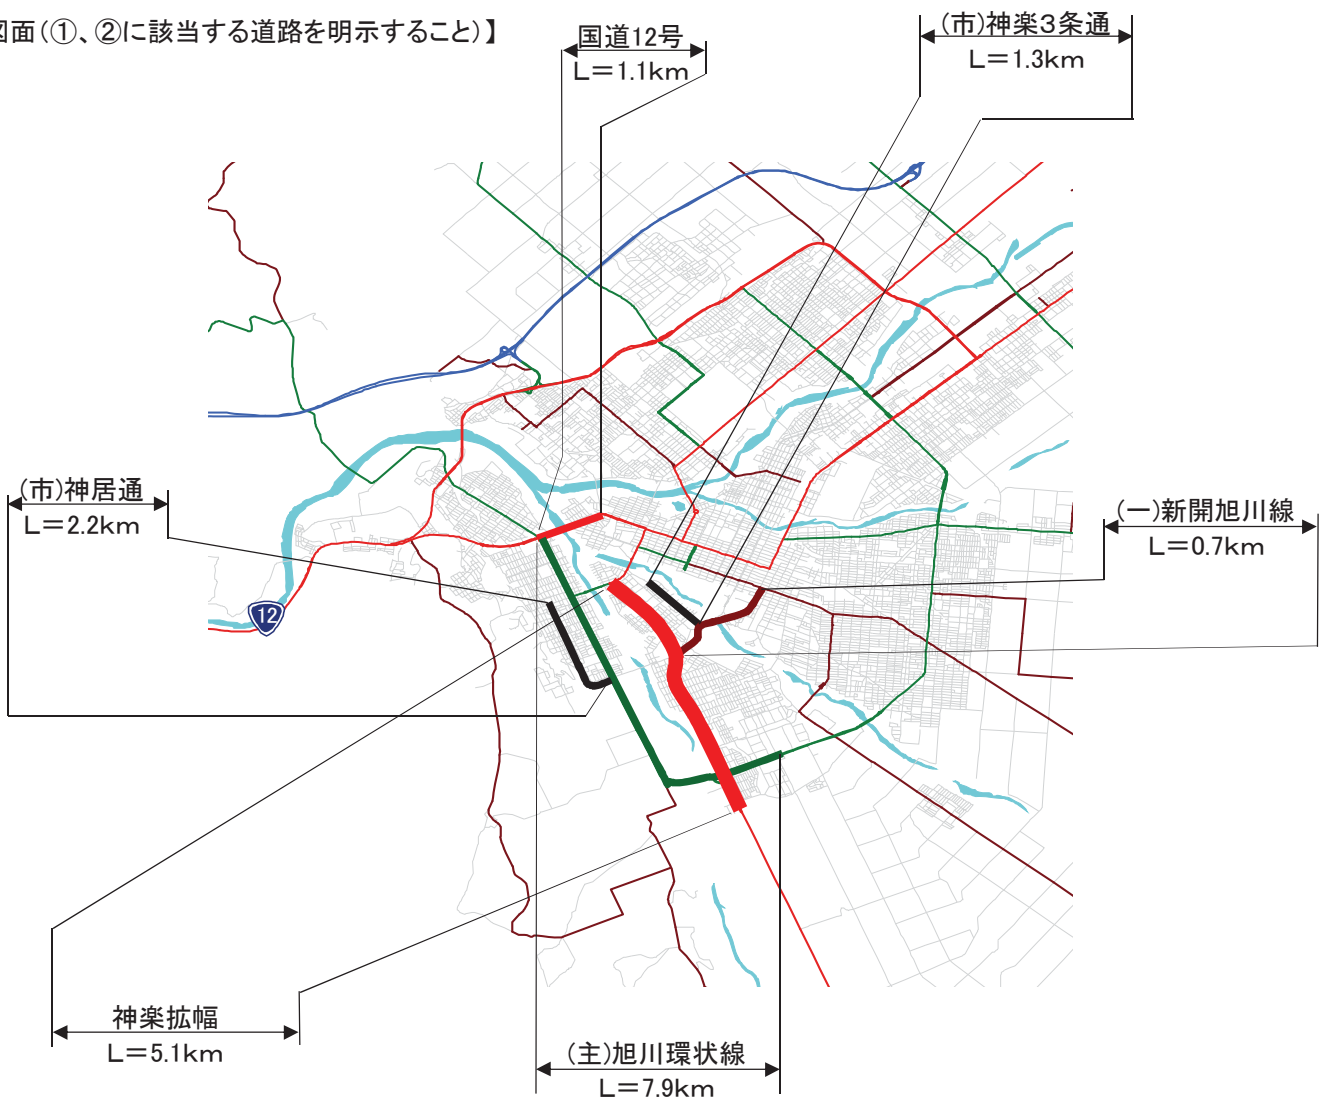 図面(①、②に該当する道路を明示すること)】
国道12号
L=1.1km
(市)神楽3条通
L=1.3km
(市)神居通
L=2.2km
(一)新開旭川線
L=0.7km
12
神楽拡幅
L=5.1km
(主)旭川環状線
L=7.9km